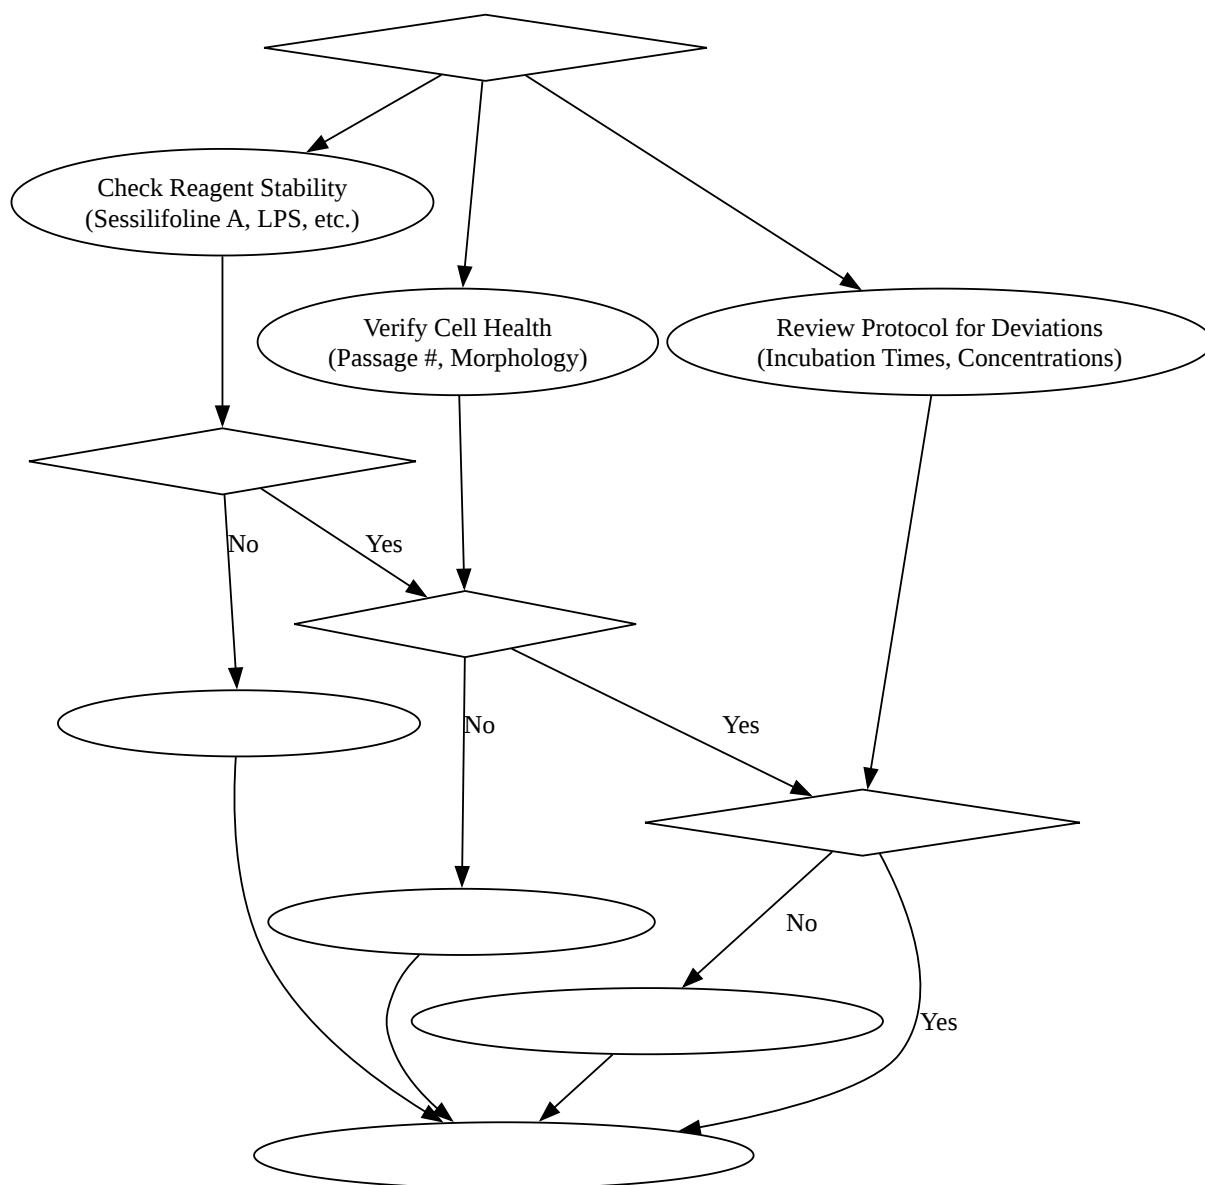 Check Reagent Stability
(Sessilifoline A, LPS, etc.)
Verify Cell Health
(Passage #, Morphology)
Review Protocol for Deviations
(Incubation Times, Concentrations)
No
Yes
No
Yes
No
Yes